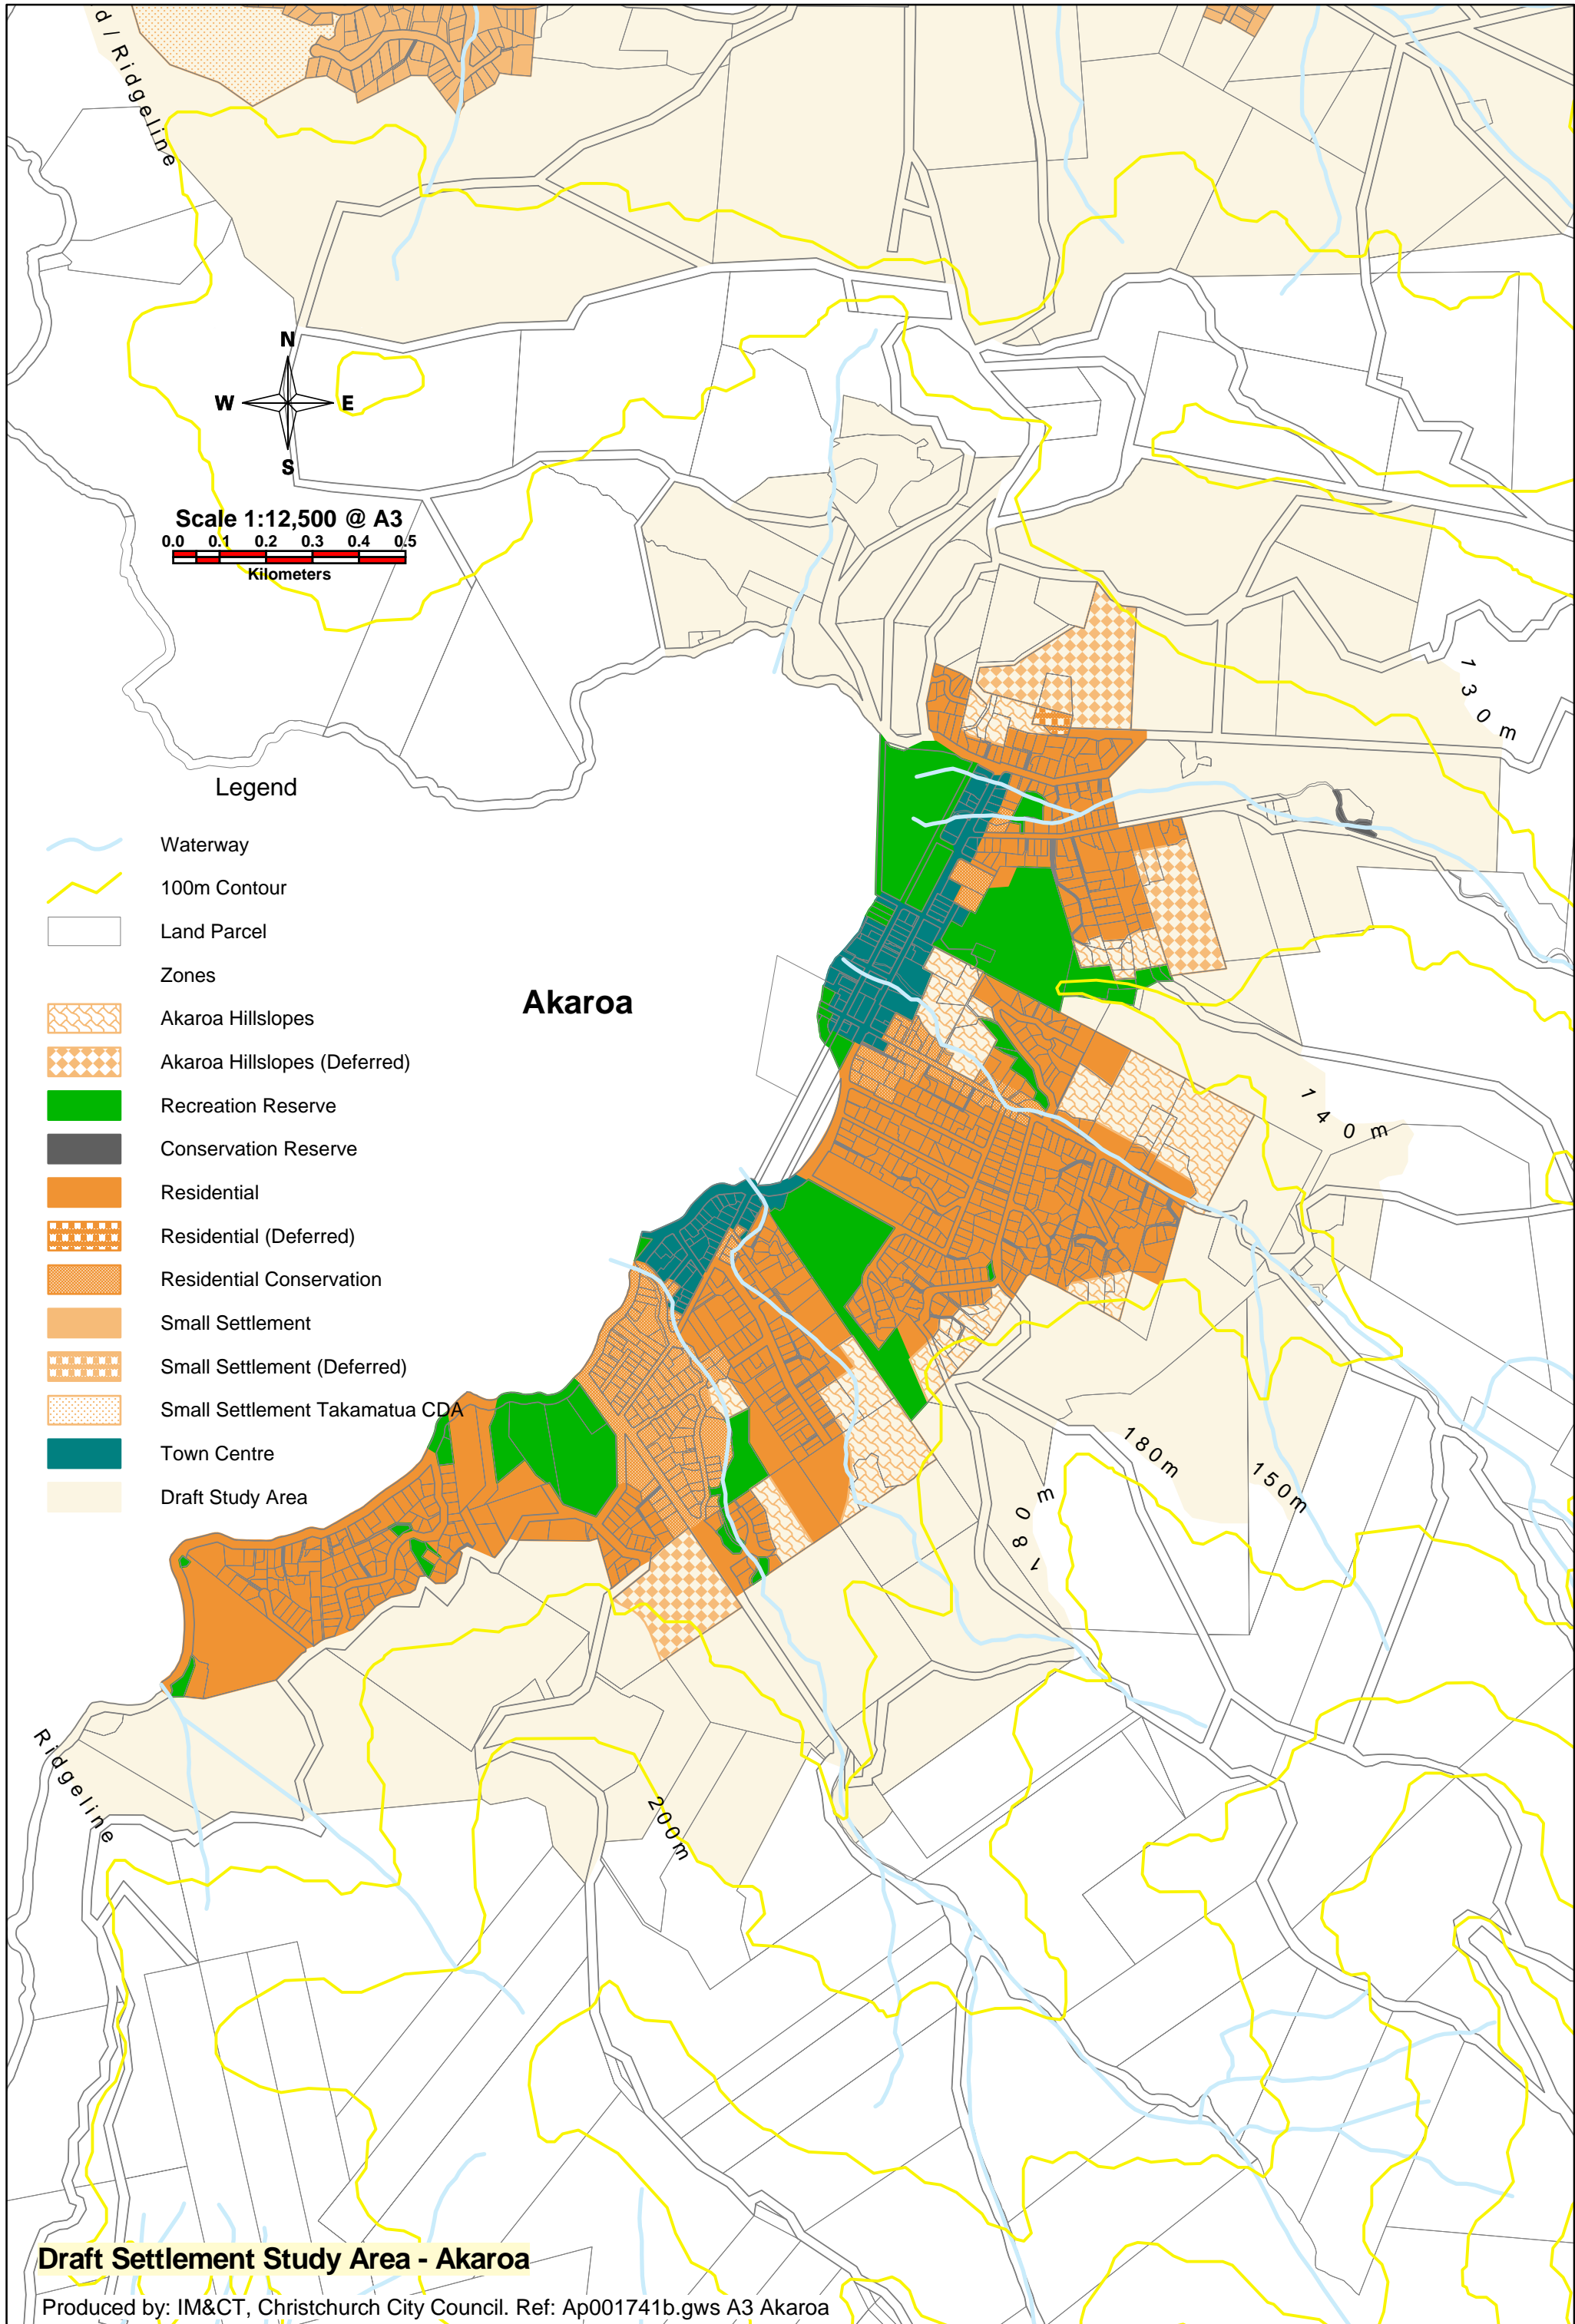 d / Ridgeline
N
W E
S
Scale 1:12,500 @ A3
0.0 0.1 0.2 0.3 0.4 0.5
Kilometers
130m
Legend
Waterway
100m Contour
Land Parcel
Zones
Akaroa Hillslopes
Akaroa Hillslopes (Deferred)
Recreation Reserve
Conservation Reserve
Residential
Residential (Deferred)
Residential Conservation
Small Settlement
Small Settlement (Deferred)
Small Settlement Takamatua CDA
Town Centre
Draft Study Area
Akaroa
140m
180m
150m
180m
Ridgeline
200m
Draft Settlement Study Area - Akaroa
Produced by: IM&CT, Christchurch City Council. Ref: Ap001741b.gws A3 Akaroa